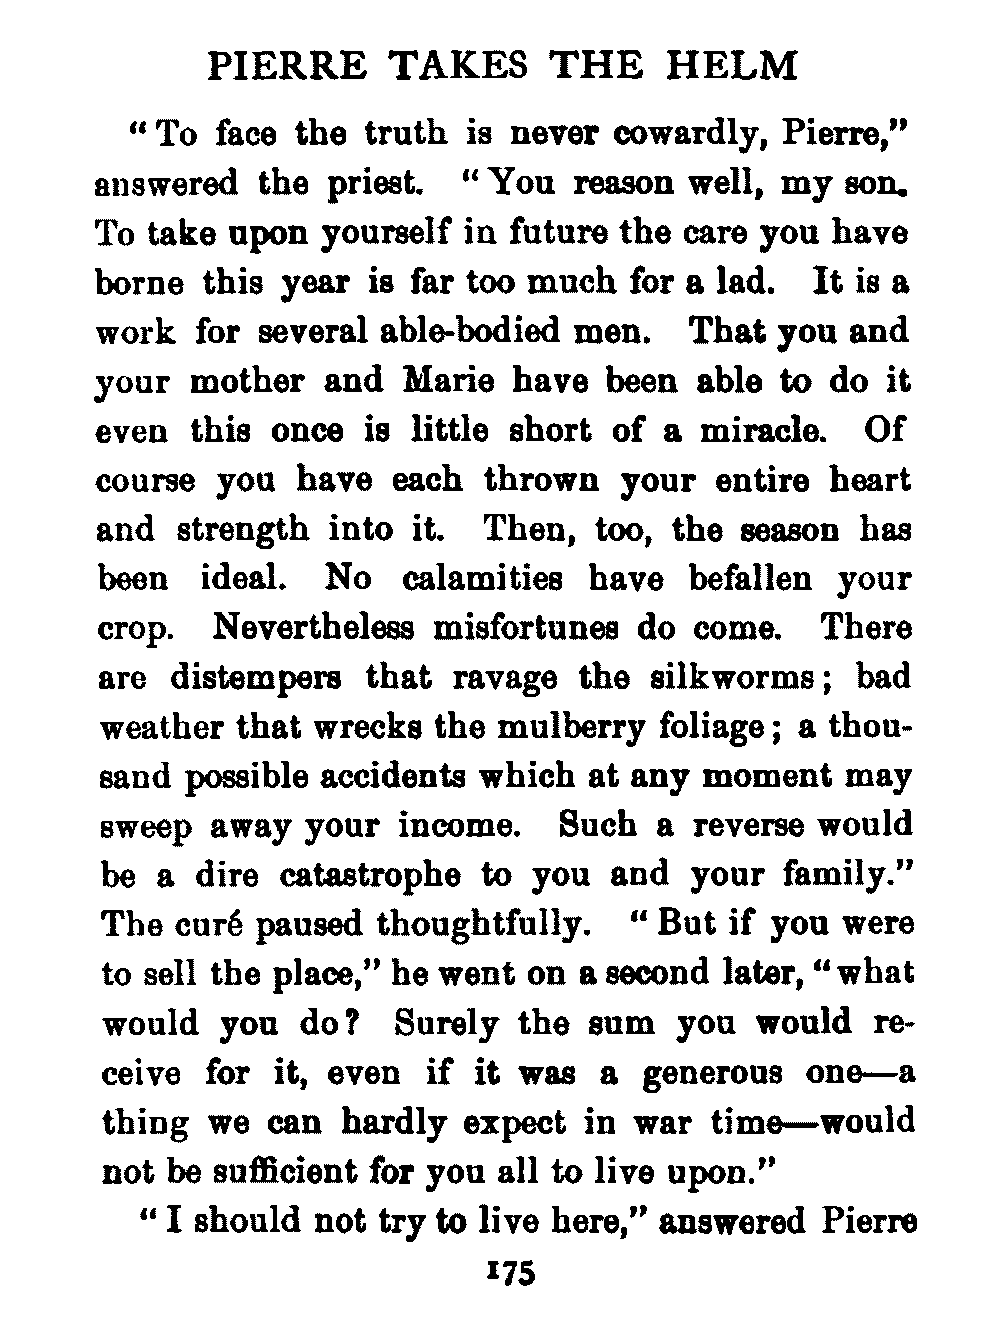 PIERRE TAKES THE HELM
“To face the truth is never cowardly, Pierre,”
answered the priest. “You reason well, my son.
To take upon yourself in future the care you have
borne this year is far too much for a lad. It is a
work for several able-bodied men. That you and
your mother and Marie have been able to do it
even this once is little short of a miracle. Of
course you have each thrown your entire heart
and strength into it. Then, too, the season has
been ideal. No calamities have befallen your
crop. Nevertheless misfortunes do come. There
are distempers that ravage the silkworms; bad
weather that wrecks the mulberry foliage; a thou-
sand possible accidents which at any moment may
sweep away your income. Such a reverse would
be a dire catastrophe to you and your family.”
The curé paused thoughtfully. “But if you were
to sell the place,” he went on a second later, “what
would you do? Surely the sum you would re-
ceive for it, even if it was a generous one—a
thing we can hardly expect in war time—would
not be sufficient for you all to live upon.”
“I should not try to live here,” answered Pierre
175